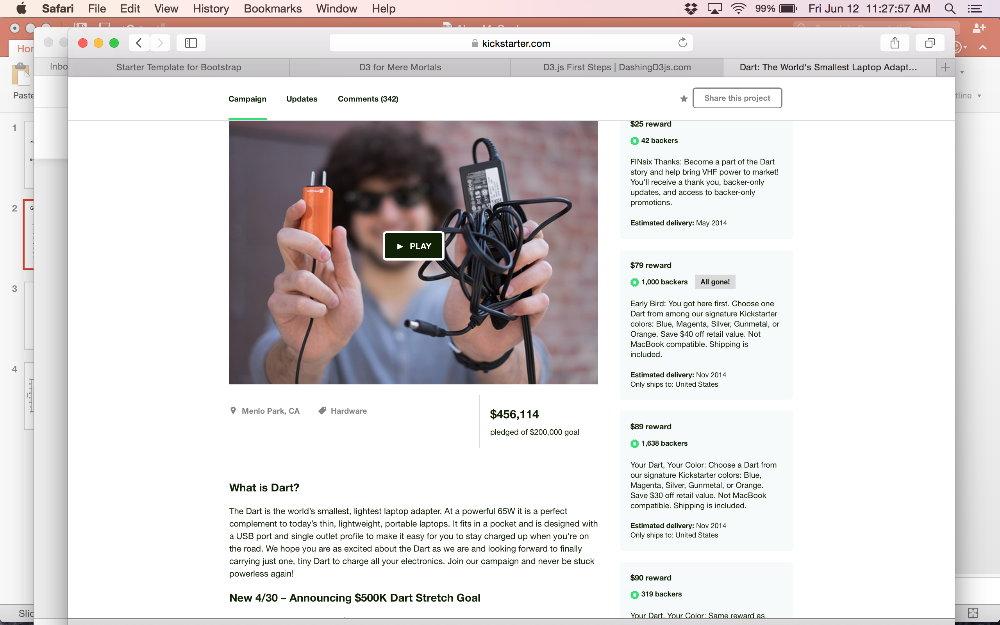 Safari File Edit View History Bookmarks Window Help 99% Fri Jun 12 11:27:57 AM
kickstarter.com
Starter Template for Bootstrap D3 for Mere Mortals D3.js First Steps | DashingD3js.com Dart: The World's Smallest Laptop Adapt...
Paste
Campaign Updates Comments (342) Share this project
1
2
3
4
PLAY
Menlo Park, CA Hardware
$456,114
pledged of $200,000 goal
What is Dart?
The Dart is the world’s smallest, lightest laptop adapter. At a powerful 65W it is a perfect
complement to today’s thin, lightweight, portable laptops. It fits in a pocket and is designed with
a USB port and single outlet profile to make it easy for you to stay charged up when you're on
the road. We hope you are as excited about the Dart as we are and looking forward to finally
carrying just one, tiny Dart to charge all your electronics. Join our campaign and never be stuck
powerless again!
New 4/30 – Announcing $500K Dart Stretch Goal
$25 reward
42 backers
FINsix Thanks: Become a part of the Dart
story and help bring VHF power to market!
You'll receive a thank you, backer-only
updates, and access to backer-only
promotions.
Estimated delivery: May 2014
$79 reward
1,000 backers All gone!
Early Bird: You got here first. Choose one
Dart from among our signature Kickstarter
colors: Blue, Magenta, Silver, Gunmetal, or
Orange. Save $40 off retail value. Not
MacBook compatible. Shipping is
included.
Estimated delivery: Nov 2014
Only ships to: United States
$89 reward
1,638 backers
Your Dart, Your Color: Choose a Dart from
our signature Kickstarter colors: Blue,
Magenta, Silver, Gunmetal, or Orange.
Save $30 off retail value. Not MacBook
compatible. Shipping is included.
Estimated delivery: Nov 2014
Only ships to: United States
$90 reward
319 backers
Your Dart, Your Color: Same reward as